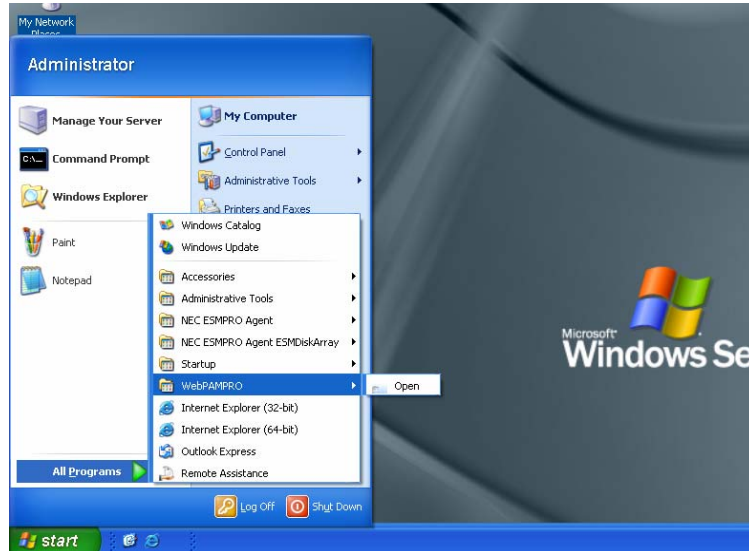 My Network
Places
Administrator
Manage Your Server
Command Prompt
Windows Explorer
Paint
Notepad
All Programs
My Computer
Control Panel
Administrative Tools
Printers and Faxes
Windows Catalog
Windows Update
Accessories
Administrative Tools
NEC ESMPRO Agent
NEC ESMPRO Agent ESMDiskArray
Startup
WebPAMPRO
Open
Internet Explorer (32-bit)
Internet Explorer (64-bit)
Outlook Express
Remote Assistance
Log Off
Shut Down
start
Microsoft
Windows Se